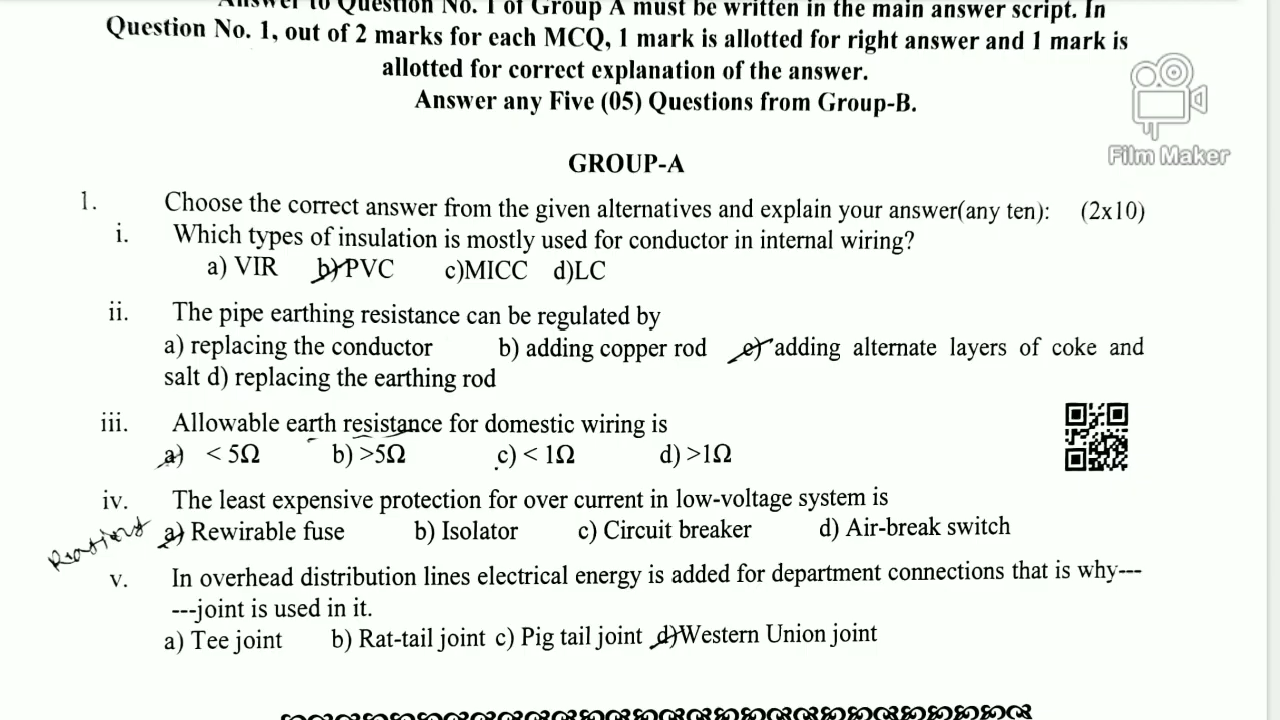 Answer to Question No. 1 of Group A must be written in the main answer script. In
Question No. 1, out of 2 marks for each MCQ, 1 mark is allotted for right answer and 1 mark is
allotted for correct explanation of the answer.
Answer any Five (05) Questions from Group-B.
Film Maker
GROUP-A
1. Choose the correct answer from the given alternatives and explain your answer(any ten): (2x10)
i. Which types of insulation is mostly used for conductor in internal wiring?
a) VIR b)PVC c)MICC d)LC
ii. The pipe earthing resistance can be regulated by
a) replacing the conductor b) adding copper rod c) adding alternate layers of coke and
salt d) replacing the earthing rod
iii. Allowable earth resistance for domestic wiring is
a) < 5Ω b) >5Ω c) < 1Ω d) >1Ω
iv. The least expensive protection for over current in low-voltage system is
a) Rewirable fuse b) Isolator c) Circuit breaker d) Air-break switch
v. In overhead distribution lines electrical energy is added for department connections that is why---
---joint is used in it.
a) Tee joint b) Rat-tail joint c) Pig tail joint d)Western Union joint